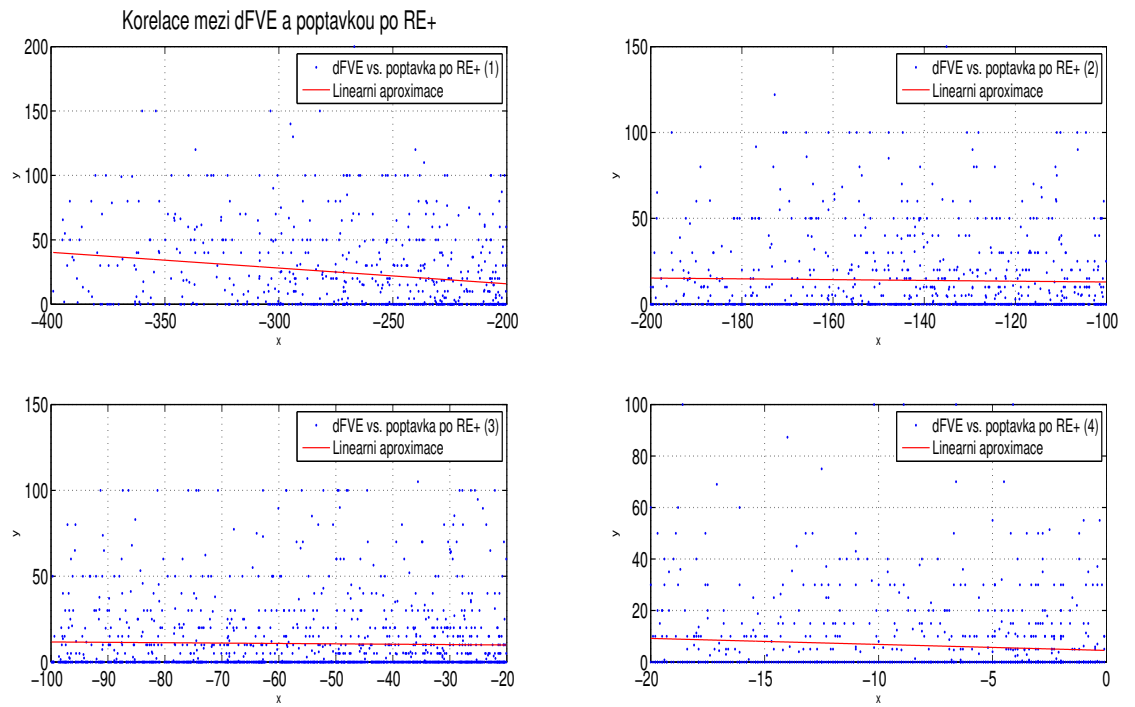 Korelace mezi dFVE a poptavkou po RE+
200
150
100
50
0
y
dFVE vs. poptavka po RE+ (1)
Linearni aproximace
−400
−350
−300
−250
−200
x
150
100
50
0
y
dFVE vs. poptavka po RE+ (2)
Linearni aproximace
−200
−180
−160
−140
−120
−100
x
150
100
50
0
y
dFVE vs. poptavka po RE+ (3)
Linearni aproximace
−100
−90
−80
−70
−60
−50
−40
−30
−20
x
100
80
60
40
20
0
y
dFVE vs. poptavka po RE+ (4)
Linearni aproximace
−20
−15
−10
−5
0
x